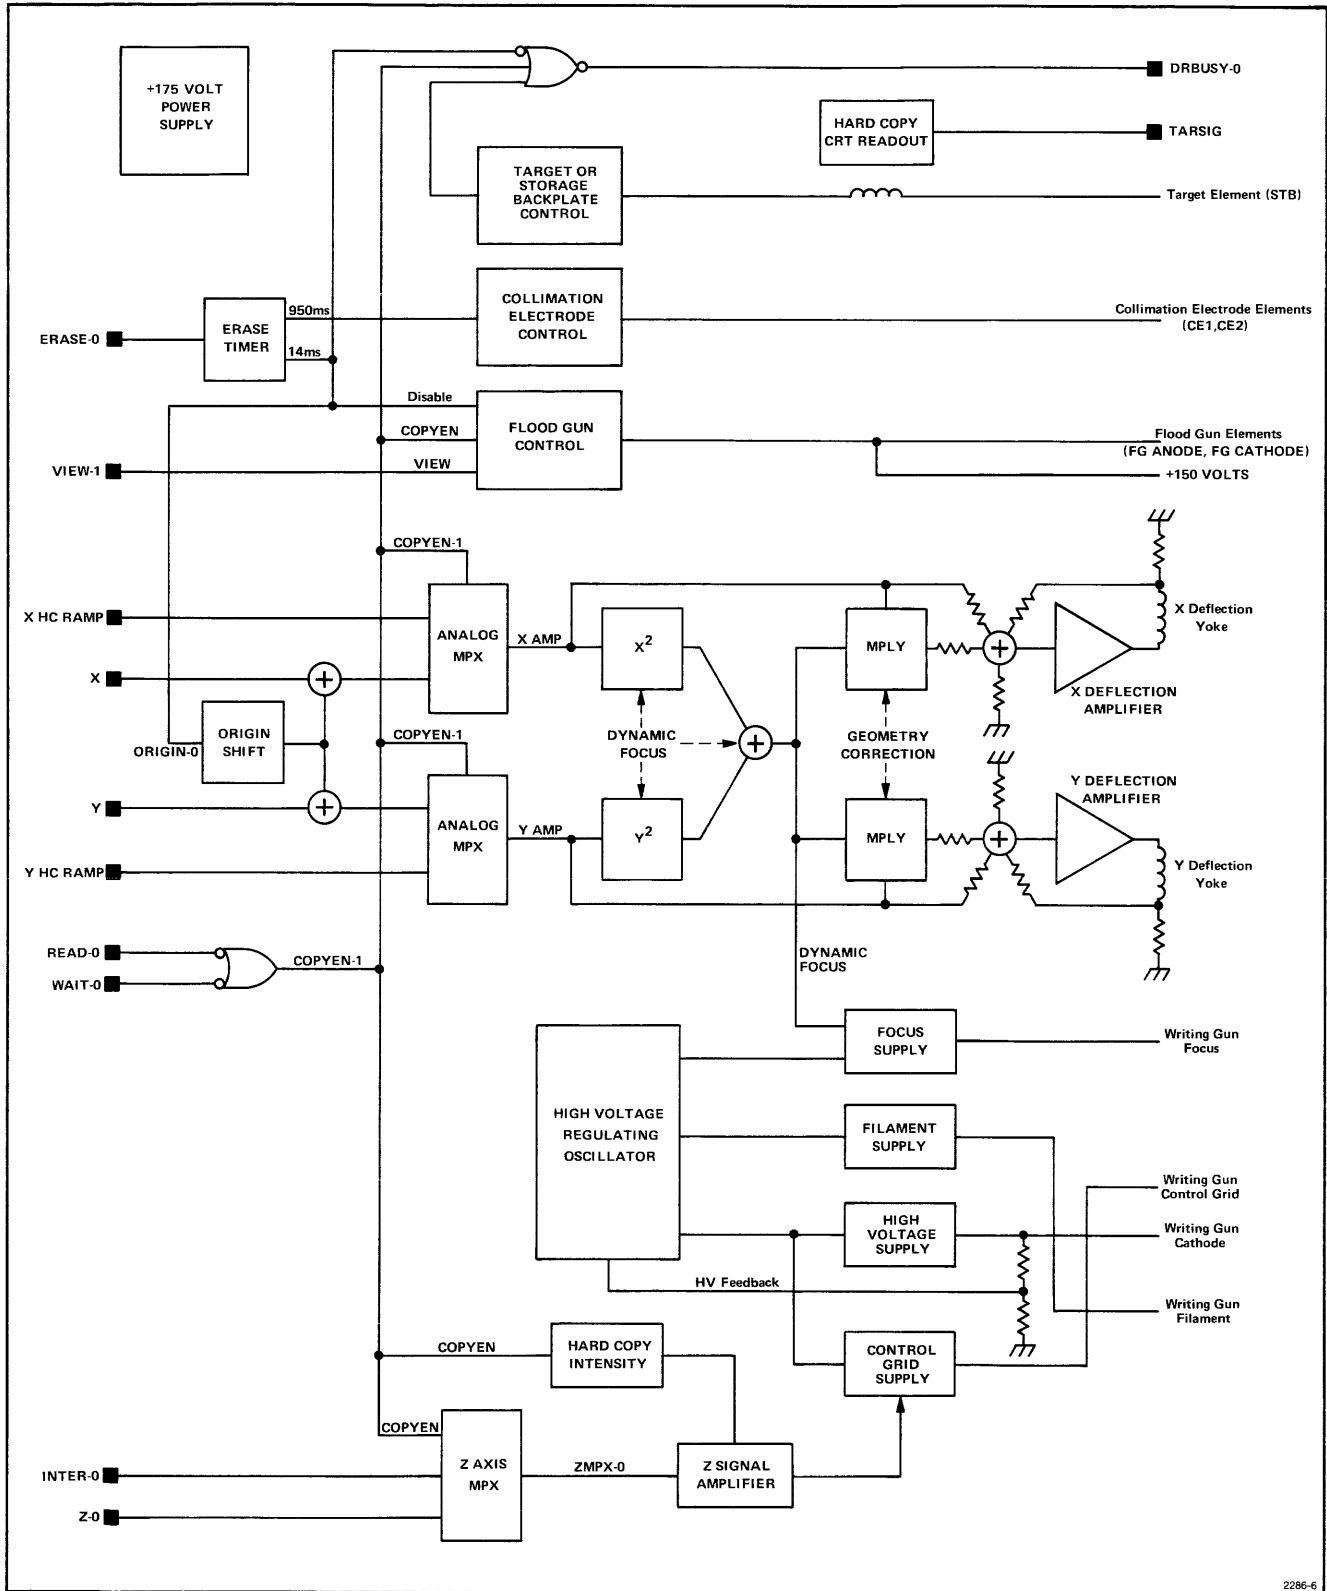 +175 VOLT
POWER
SUPPLY
DRBUSY-0
HARD COPY
CRT READOUT
TARSIG
TARGET OR
STORAGE
BACKPLATE
CONTROL
Target Element (STB)
ERASE-0
ERASE
TIMER
950ms
14ms
COLLIMATION
ELECTRODE
CONTROL
Collimation Electrode Elements
(CE1,CE2)
Disable
COPYEN
VIEW-1
VIEW
FLOOD GUN
CONTROL
Flood Gun Elements
(FG ANODE, FG CATHODE)
+150 VOLTS
COPYEN-1
X HC RAMP
ANALOG
MPX
X AMP
X²
MPLY
X Deflection
Yoke
X
X DEFLECTION
AMPLIFIER
ORIGIN-0
ORIGIN
SHIFT
+
+
COPYEN-1
DYNAMIC
FOCUS
+
GEOMETRY
CORRECTION
+
+
Y DEFLECTION
AMPLIFIER
Y
ANALOG
MPX
Y AMP
Y²
MPLY
Y Deflection
Yoke
Y HC RAMP
READ-0
WAIT-0
COPYEN-1
DYNAMIC
FOCUS
HIGH VOLTAGE
REGULATING
OSCILLATOR
FOCUS
SUPPLY
Writing Gun
Focus
FILAMENT
SUPPLY
Writing Gun
Control Grid
HIGH
VOLTAGE
SUPPLY
Writing Gun
Cathode
HV Feedback
Writing Gun
Filament
COPYEN
HARD COPY
INTENSITY
CONTROL
GRID
SUPPLY
COPYEN
INTER-0
Z AXIS
MPX
ZMPX-0
Z SIGNAL
AMPLIFIER
Z-0
2286-6